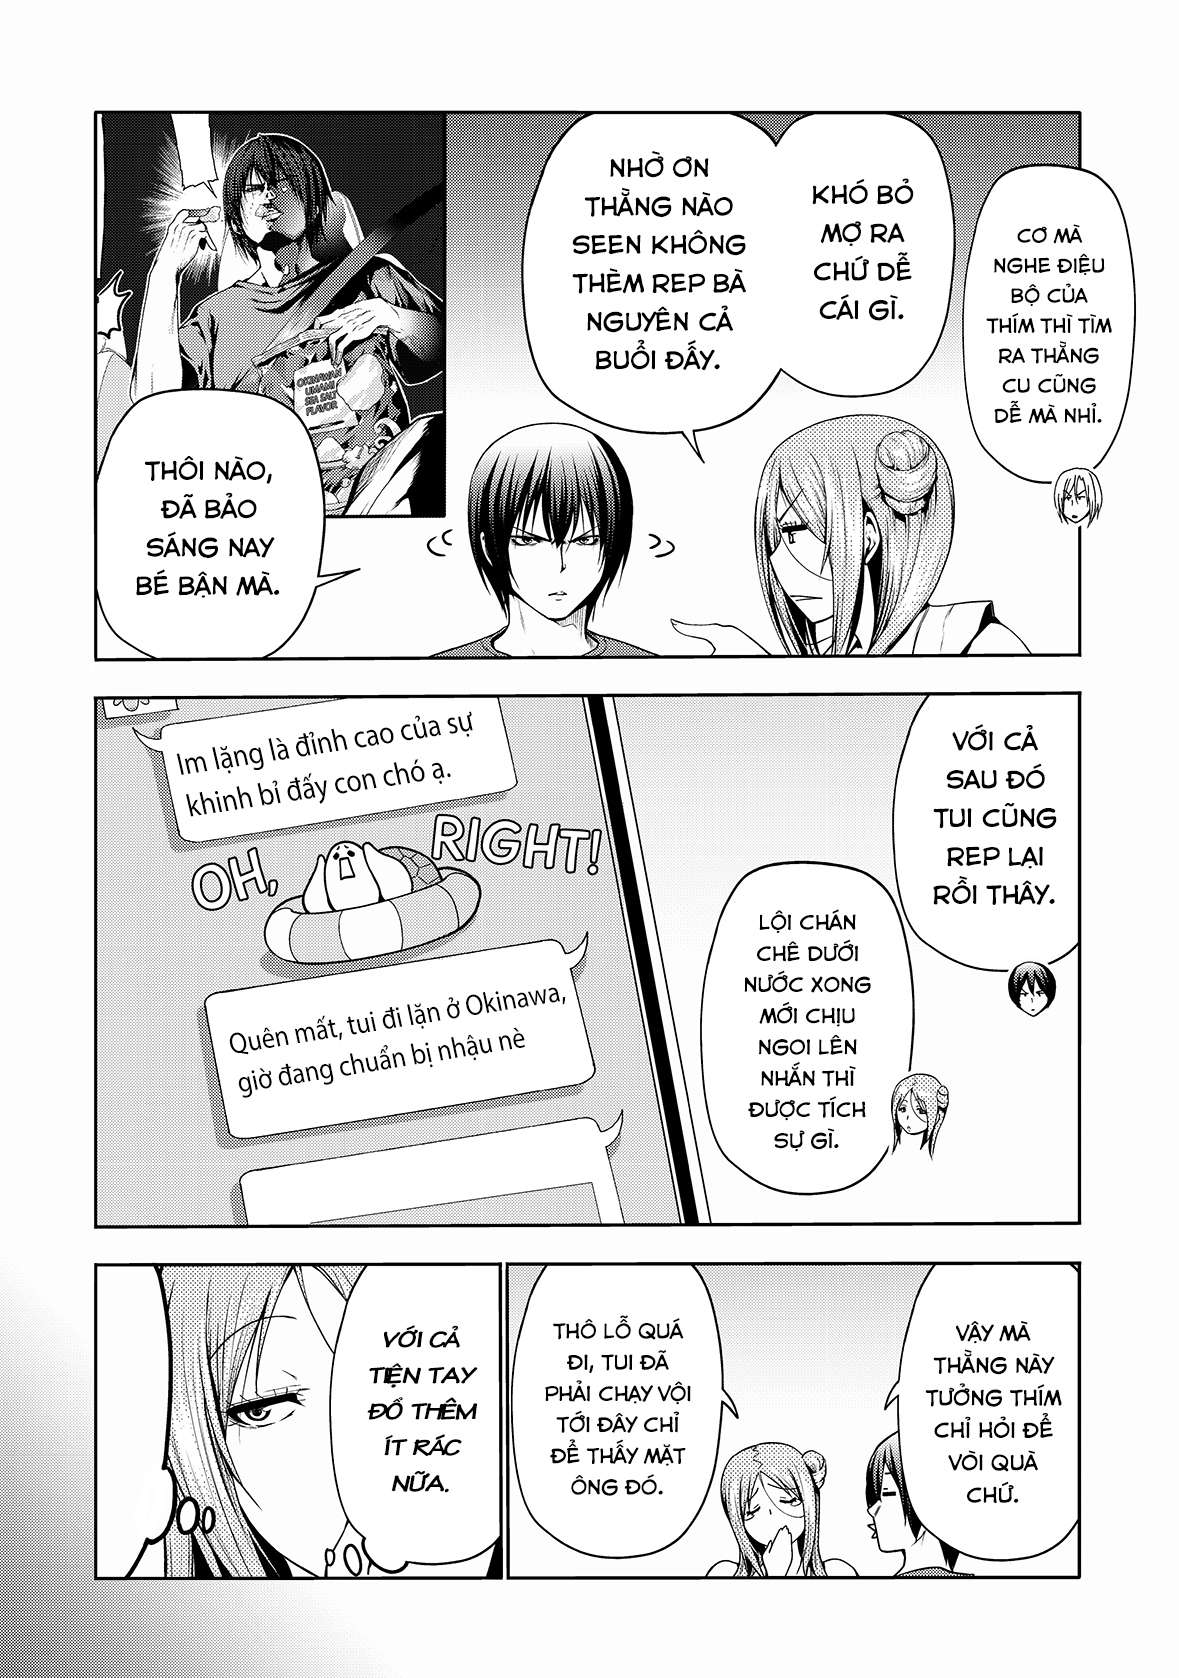 CƠ MÀ
NGHE ĐIỆU
BỘ CỦA
THÍM THÌ TÌM
RA THẰNG
CU CŨNG
DỄ MÀ NHỈ.
KHÓ BỎ
MỢ RA
CHỨ DỄ
CÁI GÌ.
NHỜ ƠN
THẰNG NÀO
SEEN KHÔNG
THÈM REP BÀ
NGUYÊN CẢ
BUỔI ĐẤY.
OKINAWAN
UMAMI
SEA SALT
FLAVOR
THÔI NÀO,
ĐÃ BẢO
SÁNG NAY
BÉ BẬN MÀ.
VỚI CẢ
SAU ĐÓ
TUI CŨNG
REP LẠI
RỒI THÂY.
LỘI CHÁN
CHÊ DƯỚI
NƯỚC XONG
MỚI CHỊU
NGOI LÊN
NHẮN THÌ
ĐƯỢC TÍCH
SỰ GÌ.
Im lặng là đỉnh cao của sự
khinh bỉ đấy con chó ạ.
OH, RIGHT!
Quên mất, tui đi lặn ở Okinawa,
giờ đang chuẩn bị nhậu nè
VẬY MÀ
THẰNG NÀY
TƯỞNG THÍM
CHỈ HỎI ĐỂ
VÒI QUÀ
CHỨ.
THÔ LỖ QUÁ
ĐI, TUI ĐÃ
PHẢI CHẠY VỘI
TỚI ĐÂY CHỈ
ĐỂ THẤY MẶT
ÔNG ĐÓ.
VỚI CẢ
TIỆN TAY
ĐỔ THÊM
ÍT RÁC
NỮA.